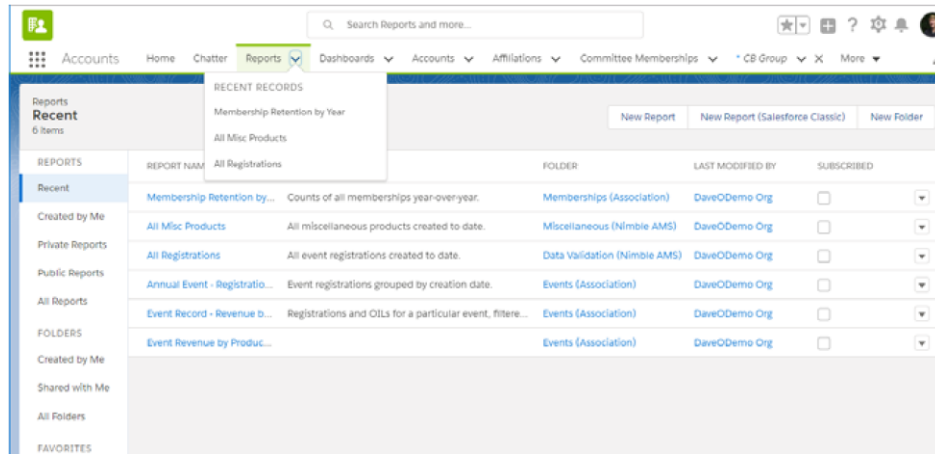 Search Reports and more...
Accounts Home Chatter Reports Dashboards Accounts Affiliations Committee Memberships * CB Group More
RECENT RECORDS
Membership Retention by Year
All Misc Products
All Registrations
Reports
Recent
6 items
New Report New Report (Salesforce Classic) New Folder
REPORTS
Recent
Created by Me
Private Reports
Public Reports
All Reports
FOLDERS
Created by Me
Shared with Me
All Folders
FAVORITES
REPORT NAM FOLDER LAST MODIFIED BY SUBSCRIBED
Membership Retention by... Counts of all memberships year-over-year. Memberships (Association) DaveODemo Org
All Misc Products All miscellaneous products created to date. Miscellaneous (Nimble AMS) DaveODemo Org
All Registrations All event registrations created to date. Data Validation (Nimble AMS) DaveODemo Org
Annual Event - Registratio... Event registrations grouped by creation date. Events (Association) DaveODemo Org
Event Record - Revenue b... Registrations and OILs for a particular event, filtere... Events (Association) DaveODemo Org
Event Revenue by Produc... Events (Association) DaveODemo Org